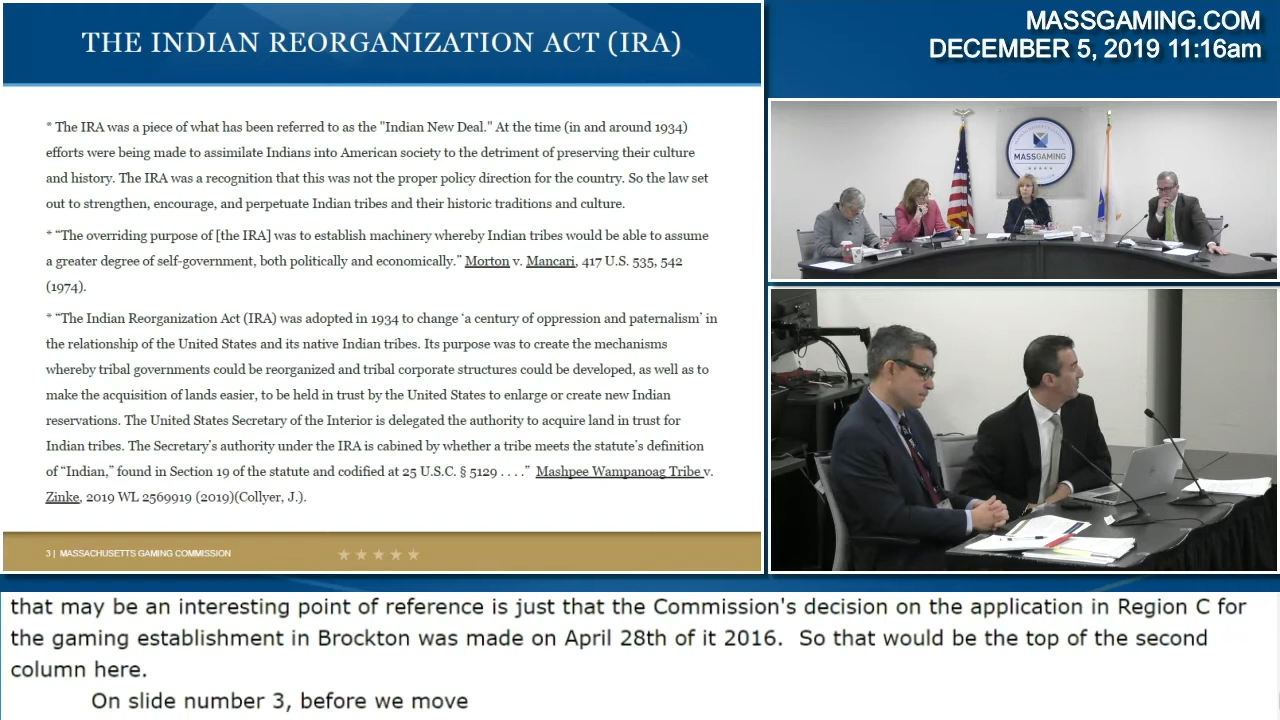 THE INDIAN REORGANIZATION ACT (IRA)
* The IRA was a piece of what has been referred to as the "Indian New Deal." At the time (in and around 1934)
efforts were being made to assimilate Indians into American society to the detriment of preserving their culture
and history. The IRA was a recognition that this was not the proper policy direction for the country. So the law set
out to strengthen, encourage, and perpetuate Indian tribes and their historic traditions and culture.
* “The overriding purpose of [the IRA] was to establish machinery whereby Indian tribes would be able to assume
a greater degree of self-government, both politically and economically.” Morton v. Mancari, 417 U.S. 535, 542
(1974).
* “The Indian Reorganization Act (IRA) was adopted in 1934 to change ‘a century of oppression and paternalism’ in
the relationship of the United States and its native Indian tribes. Its purpose was to create the mechanisms
whereby tribal governments could be reorganized and tribal corporate structures could be developed, as well as to
make the acquisition of lands easier, to be held in trust by the United States to enlarge or create new Indian
reservations. The United States Secretary of the Interior is delegated the authority to acquire land in trust for
Indian tribes. The Secretary’s authority under the IRA is cabined by whether a tribe meets the statute’s definition
of “Indian,” found in Section 19 of the statute and codified at 25 U.S.C. § 5129 . . . .” Mashpee Wampanoag Tribe v.
Zinke, 2019 WL 2569919 (2019)(Collyer, J.).
3 | MASSACHUSETTS GAMING COMMISSION
MASSGAMING.COM
DECEMBER 5, 2019 11:16am
MASSGAMING
that may be an interesting point of reference is just that the Commission's decision on the application in Region C for
the gaming establishment in Brockton was made on April 28th of it 2016.  So that would be the top of the second
column here.
On slide number 3, before we move